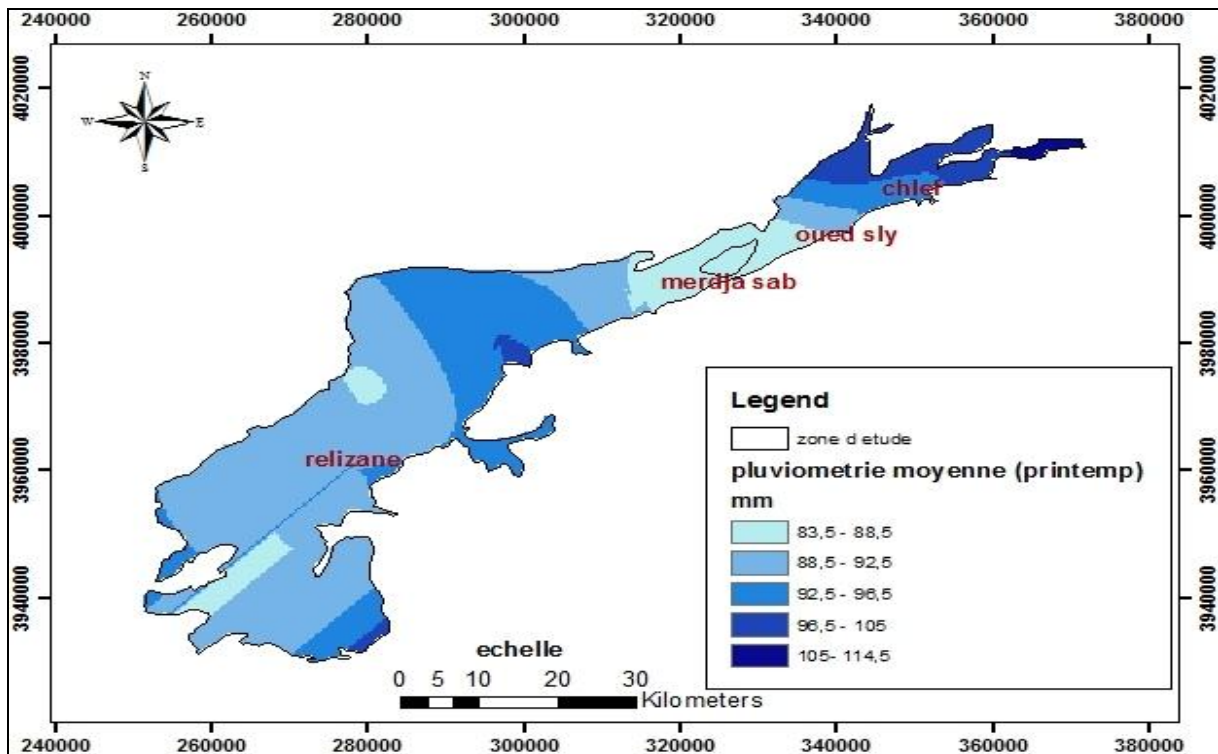 240000 260000 280000 300000 320000 340000 360000 380000
4020000 4020000
N
W E
S
chlef
4000000 4000000
oued sly
merdja sab
3980000 3980000
Legend
zone d etude
relizane
3960000 3960000
pluviometrie moyenne (printemp)
mm
83,5 - 88,5
88,5 - 92,5
92,5 - 96,5
96,5 - 105
105- 114,5
3940000 3940000
echelle
0 5 10 20 30
Kilometers
240000 260000 280000 300000 320000 340000 360000 380000